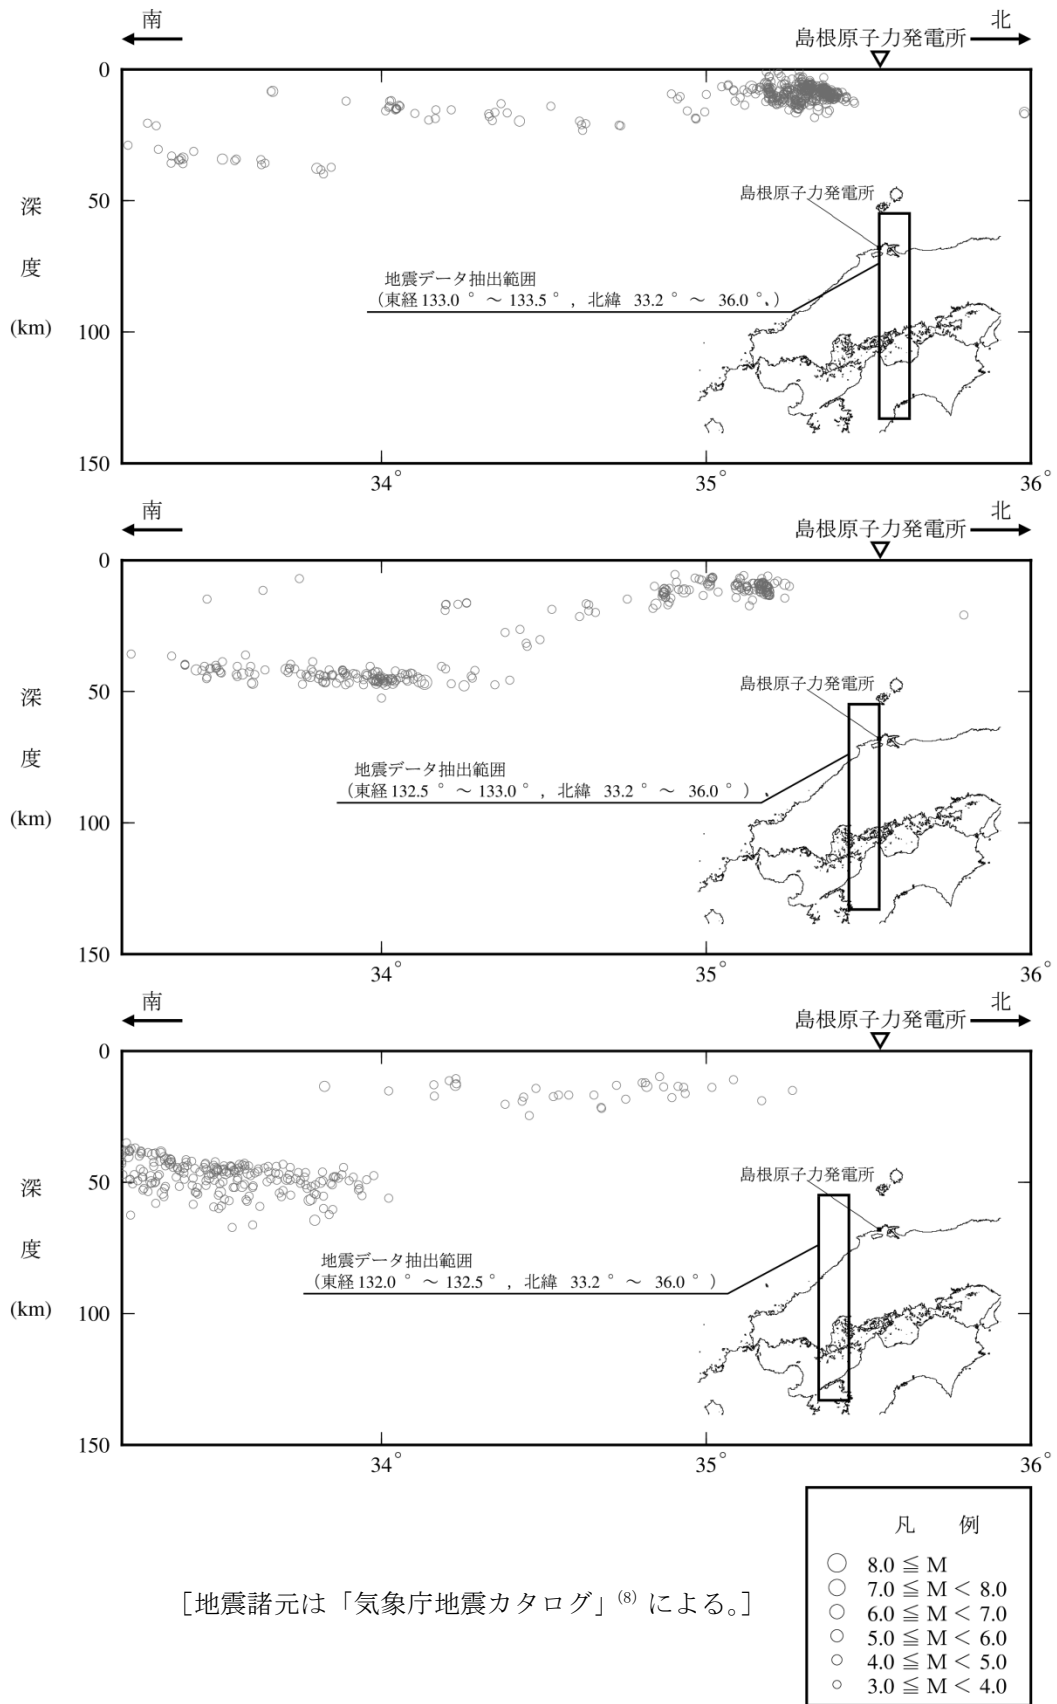 南 北
島根原子力発電所
0
50
100
150
深度
(km)
島根原子力発電所
地震データ抽出範囲
(東経 133.0 ° ～ 133.5 ° , 北緯 33.2 ° ～ 36.0 ° )
34° 35° 36°
南 北
島根原子力発電所
0
50
100
150
深度
(km)
島根原子力発電所
地震データ抽出範囲
(東経 132.5 ° ～ 133.0 ° , 北緯 33.2 ° ～ 36.0 ° )
34° 35° 36°
南 北
島根原子力発電所
0
50
100
150
深度
(km)
島根原子力発電所
地震データ抽出範囲
(東経 132.0 ° ～ 132.5 ° , 北緯 33.2 ° ～ 36.0 ° )
34° 35° 36°
凡 例
8.0 ≦ M
7.0 ≦ M < 8.0
6.0 ≦ M < 7.0
5.0 ≦ M < 6.0
4.0 ≦ M < 5.0
3.0 ≦ M < 4.0
［地震諸元は「気象庁地震カタログ」(8) による。］